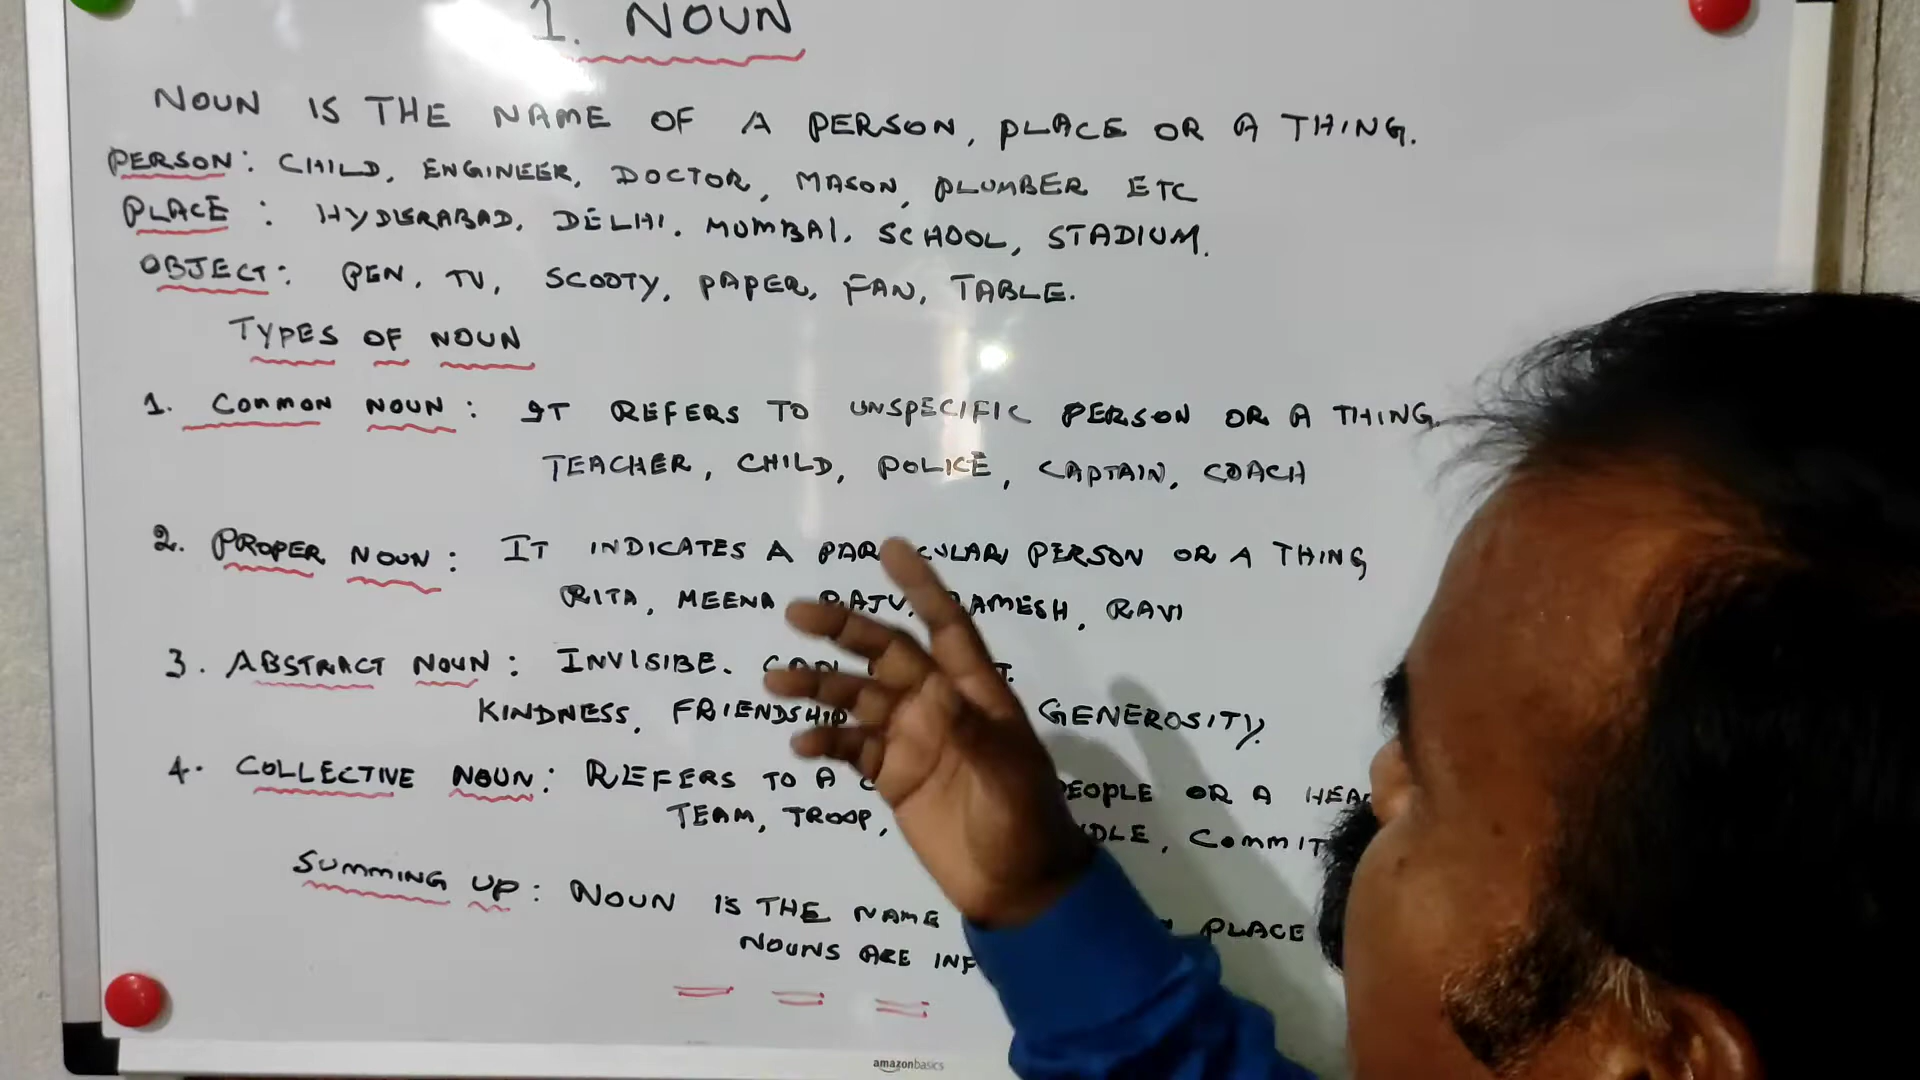 1. NOUN
NOUN IS THE NAME OF A PERSON, PLACE OR A THING.
PERSON: CHILD, ENGINEER, DOCTOR, MASON, PLUMBER ETC
PLACE : HYDERABAD, DELHI, MUMBAI, SCHOOL, STADIUM.
OBJECT: PEN, TV, SCOOTY, PAPER, FAN, TABLE.
TYPES OF NOUN
1. COMMON NOUN: IT REFERS TO UNSPECIFIC PERSON OR A THING.
TEACHER, CHILD, POLICE, CAPTAIN, COACH
2. PROPER NOUN: IT INDICATES A PERSON OR A THING
RITA, MEENA RAJU, RAMESH, RAVI
3. ABSTRACT NOUN: INVISIBE.
KINDNESS, FRIENDSHIP GENEROSITY.
4. COLLECTIVE NOUN: REFERS TO A PEOPLE OR A
TEAM, TROOP,
SUMMING UP: NOUN IS THE NAME PLACE
NOUNS ARE
amazonbasics